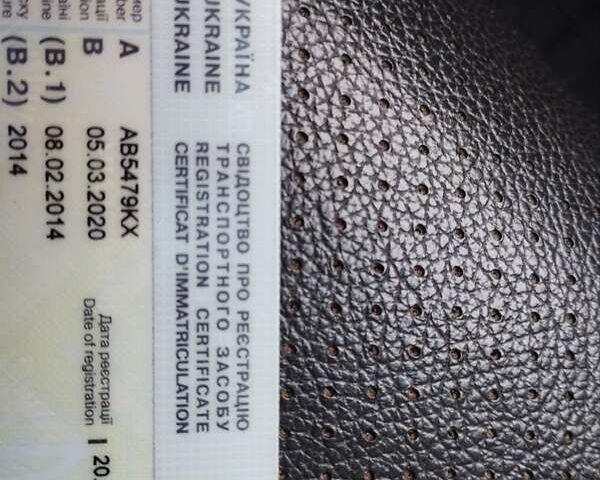 УКРАЇНА СВІДОЦТВО ПРО РЕЄСТРАЦІЮ
UKRAINE ТРАНСПОРТНОГО ЗАСОБУ
UKRAINE REGISTRATION CERTIFICATE
CERTIFICAT D'IMMATRICULATION
A AB5479KX
Дата реєстрації
Date of registration
B 05.03.2020 I 20.
(B.1) 08.02.2014
(B.2) 2014